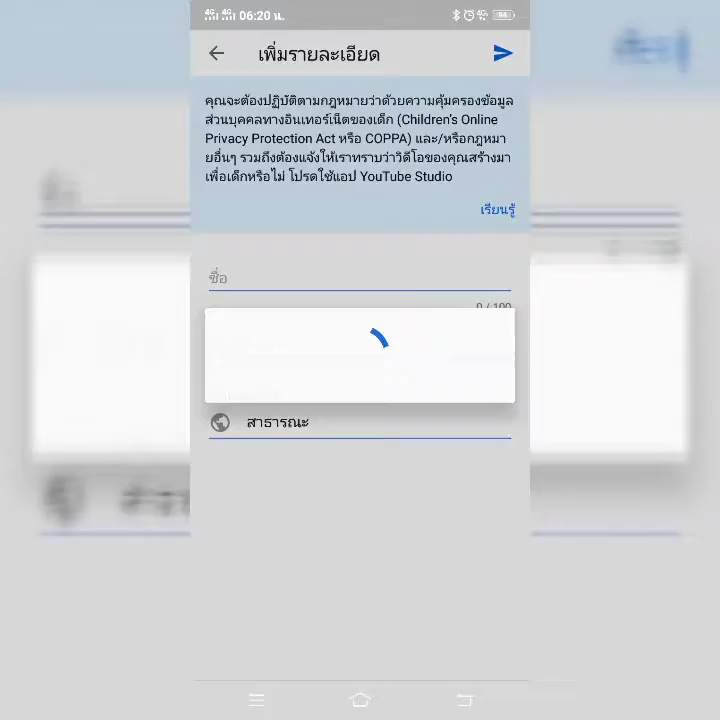 4G 4G 06:20 น. 4G 84
เพิ่มรายละเอียด
คุณจะต้องปฏิบัติตามกฎหมายว่าด้วยความคุ้มครองข้อมูล
ส่วนบุคคลทางอินเทอร์เน็ตของเด็ก (Children's Online
Privacy Protection Act หรือ COPPA) และ/หรือกฎหมา
ยอื่นๆ รวมถึงต้องแจ้งให้เราทราบว่าวิดีโอของคุณสร้างมา
เพื่อเด็กหรือไม่ โปรดใช้แอป YouTube Studio
เรียนรู้
ชื่อ
0 / 100
สาธารณะ